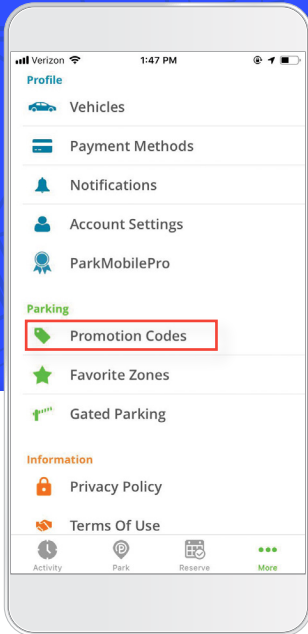 Verizon 1:47 PM
Profile
Vehicles
Payment Methods
Notifications
Account Settings
ParkMobilePro
Parking
Promotion Codes
Favorite Zones
Gated Parking
Information
Privacy Policy
Terms Of Use
Activity Park Reserve More